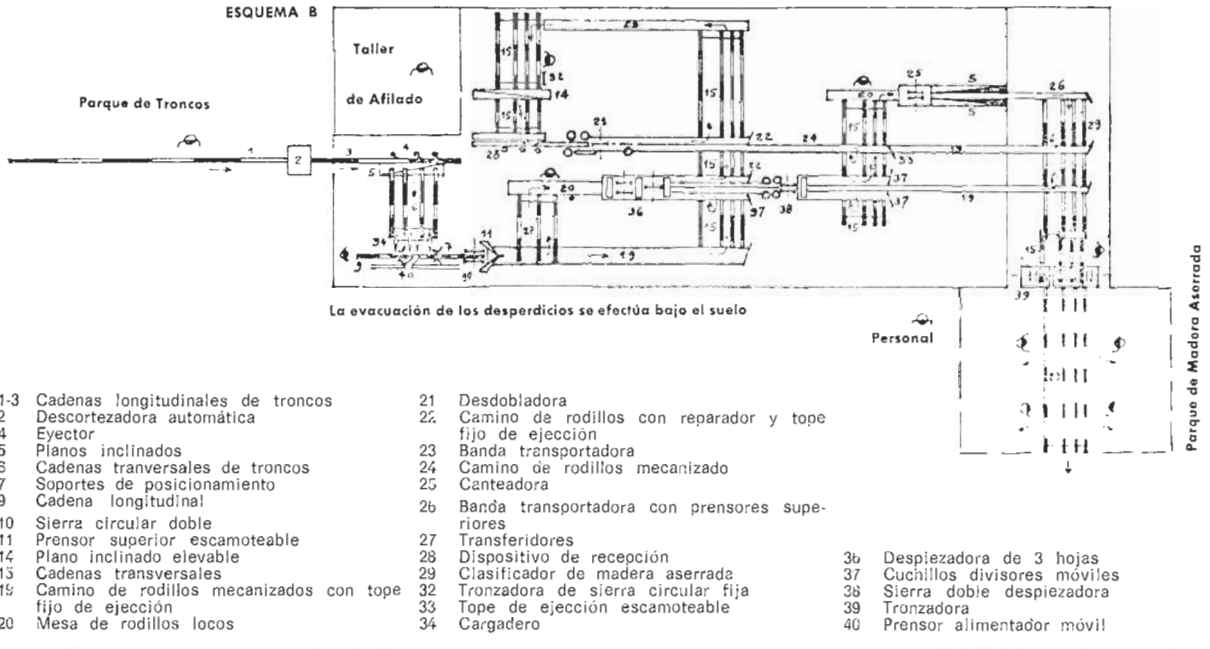 ESQUEMA B
Taller
de Afilado
Parque de Troncos
La evacuación de los desperdicios se efectúa bajo el suelo
Personal
Parque de Madera Aserrada
1-3 Cadenas longitudinales de troncos
2 Descortezadora automática
4 Eyector
5 Planos inclinados
6 Cadenas tranversales de troncos
7 Soportes de posicionamiento
9 Cadena longitudinal
10 Sierra circular doble
11 Prensor superior escamoteable
14 Plano inclinado elevable
15 Cadenas transversales
19 Camino de rodillos mecanizados con tope
fijo de ejección
20 Mesa de rodillos locos
21 Desdobladora
22 Camino de rodillos con reparador y tope
fijo de ejección
23 Banda transportadora
24 Camino de rodillos mecanizado
25 Canteadora
26 Banda transportadora con prensores supe-
riores
27 Transferidores
28 Dispositivo de recepción
29 Clasificador de madera aserrada
32 Tronzadora de sierra circular fija
33 Tope de ejección escamoteable
34 Cargadero
36 Despiezadora de 3 hojas
37 Cuchillos divisores móviles
38 Sierra doble despiezadora
39 Tronzadora
40 Prensor alimentador móvil